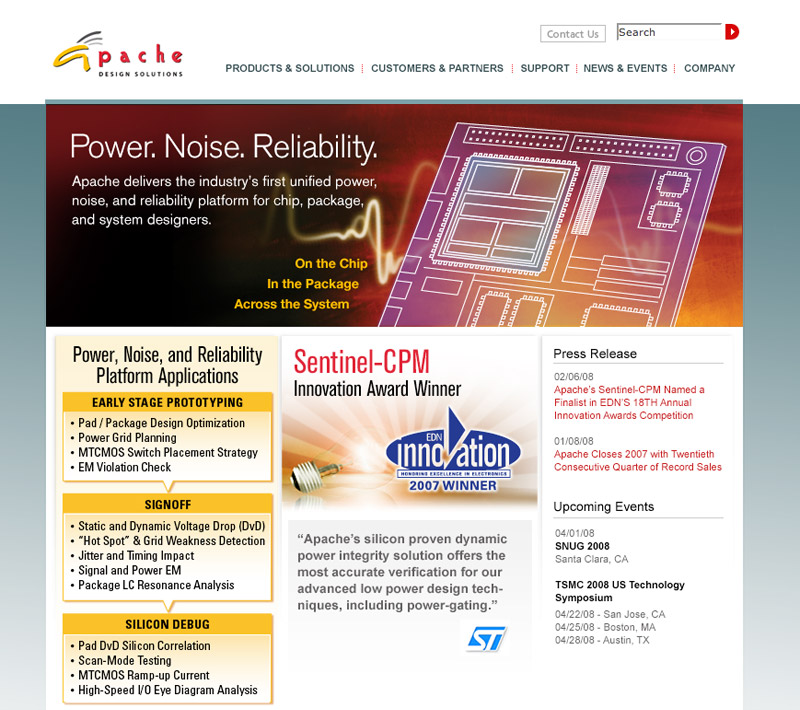 Contact Us
Search
apache
DESIGN SOLUTIONS
PRODUCTS & SOLUTIONS
CUSTOMERS & PARTNERS
SUPPORT
NEWS & EVENTS
COMPANY
Power. Noise. Reliability.
Apache delivers the industry's first unified power,
noise, and reliability platform for chip, package,
and system designers.
On the Chip
In the Package
Across the System
Power, Noise, and Reliability
Platform Applications
EARLY STAGE PROTOTYPING
• Pad / Package Design Optimization
• Power Grid Planning
• MTCMOS Switch Placement Strategy
• EM Violation Check
SIGNOFF
• Static and Dynamic Voltage Drop (DvD)
• "Hot Spot" & Grid Weakness Detection
• Jitter and Timing Impact
• Signal and Power EM
• Package LC Resonance Analysis
SILICON DEBUG
• Pad DvD Silicon Correlation
• Scan-Mode Testing
• MTCMOS Ramp-up Current
• High-Speed I/O Eye Diagram Analysis
Sentinel-CPM
Innovation Award Winner
EDN
innovation
HONORING EXCELLENCE IN ELECTRONICS
2007 WINNER
"Apache's silicon proven dynamic
power integrity solution offers the
most accurate verification for our
advanced low power design tech-
niques, including power-gating."
ST
Press Release
02/06/08
Apache's Sentinel-CPM Named a
Finalist in EDN'S 18TH Annual
Innovation Awards Competition
01/08/08
Apache Closes 2007 with Twentieth
Consecutive Quarter of Record Sales
Upcoming Events
04/01/08
SNUG 2008
Santa Clara, CA
TSMC 2008 US Technology
Symposium
04/22/08 - San Jose, CA
04/25/08 - Boston, MA
04/28/08 - Austin, TX